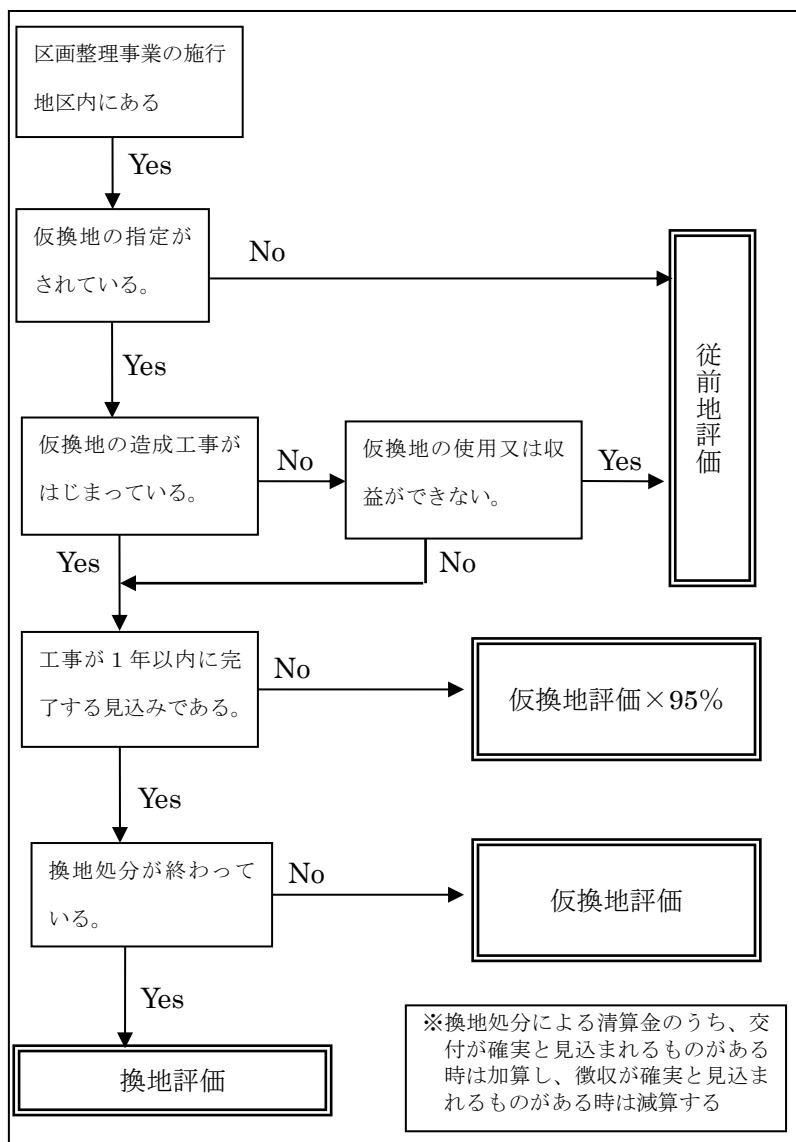 区画整理事業の施行
地区内にある
Yes
仮換地の指定が
されている。
No
Yes
従前地評価
仮換地の造成工事が
はじまっている。
No
仮換地の使用又は収
益ができない。
Yes
Yes
No
工事が1年以内に完
了する見込みである。
No
仮換地評価×95%
Yes
換地処分が終わって
いる。
No
仮換地評価
Yes
換地評価
※換地処分による清算金のうち、交
付が確実と見込まれるものがある
時は加算し、徴収が確実と見込ま
れるものがある時は減算する